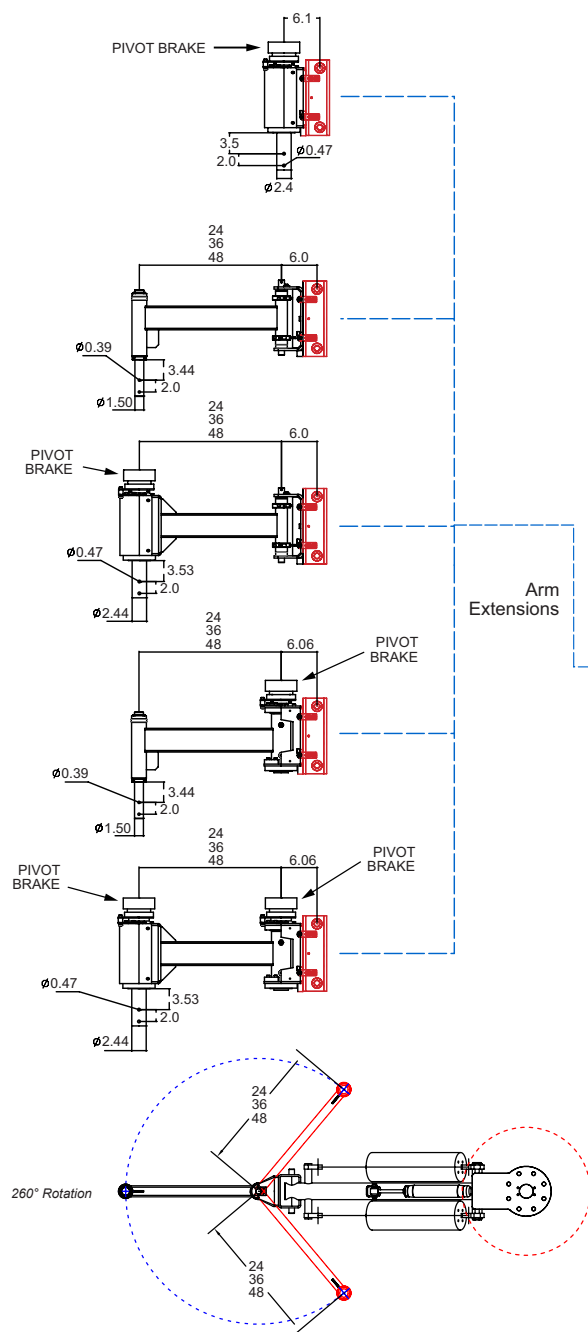 6.1
PIVOT BRAKE
3.5
2.0
Ø0.47
Ø2.4
24
36
48
6.0
Ø0.39
3.44
2.0
Ø1.50
24
36
48
6.0
PIVOT
BRAKE
Ø0.47
3.53
2.0
Ø2.44
Arm
Extensions
24
36
48
6.06
PIVOT
BRAKE
Ø0.39
3.44
2.0
Ø1.50
24
36
48
6.06
PIVOT
BRAKE
PIVOT
BRAKE
Ø0.47
3.53
2.0
Ø2.44
24
36
48
260° Rotation
24
36
48